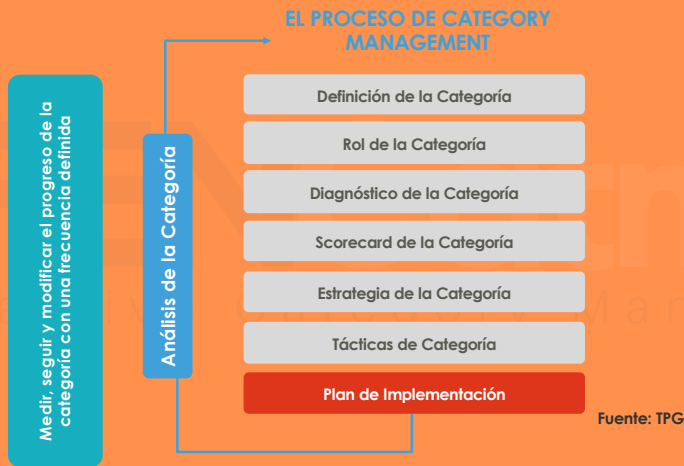 EL PROCESO DE CATEGORY
MANAGEMENT
Medir, seguir y modificar el progreso de la
categoría con una frecuencia definida
Análisis de la Categoría
Definición de la Categoría
Rol de la Categoría
Diagnóstico de la Categoría
Scorecard de la Categoría
Estrategia de la Categoría
Tácticas de Categoría
Plan de Implementación
Fuente: TPG